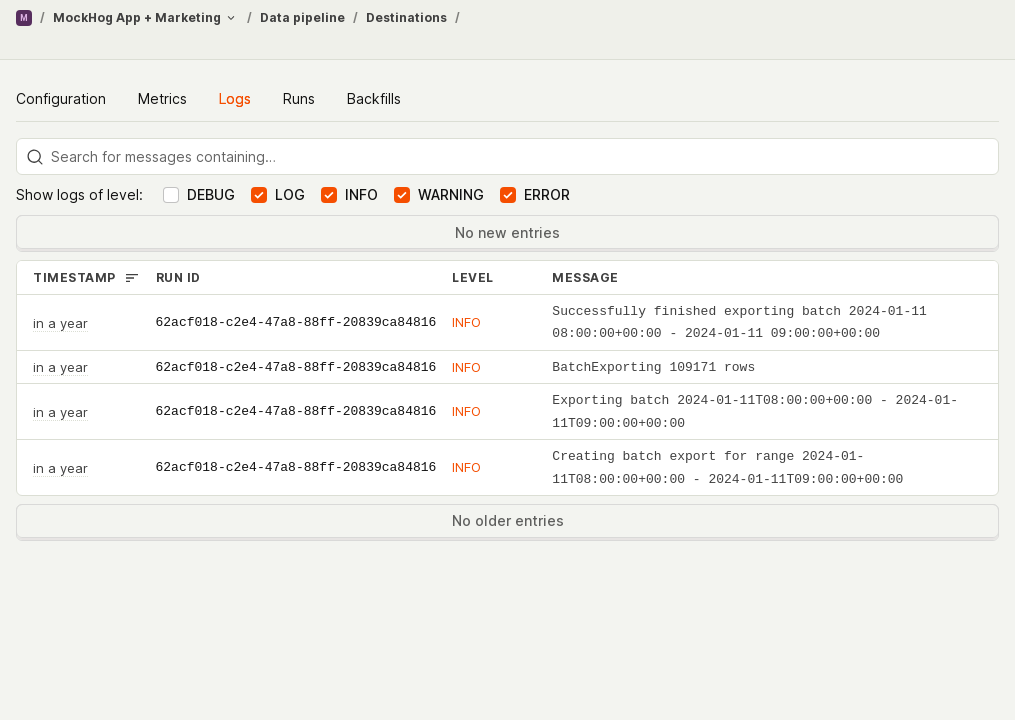 M / MockHog App + Marketing / Data pipeline / Destinations /
Configuration Metrics Logs Runs Backfills
Search for messages containing…
Show logs of level: DEBUG LOG INFO WARNING ERROR
No new entries
TIMESTAMP RUN ID LEVEL MESSAGE
in a year 62acf018-c2e4-47a8-88ff-20839ca84816 INFO Successfully finished exporting batch 2024-01-11
08:00:00+00:00 - 2024-01-11 09:00:00+00:00
in a year 62acf018-c2e4-47a8-88ff-20839ca84816 INFO BatchExporting 109171 rows
in a year 62acf018-c2e4-47a8-88ff-20839ca84816 INFO Exporting batch 2024-01-11T08:00:00+00:00 - 2024-01-
11T09:00:00+00:00
in a year 62acf018-c2e4-47a8-88ff-20839ca84816 INFO Creating batch export for range 2024-01-
11T08:00:00+00:00 - 2024-01-11T09:00:00+00:00
No older entries